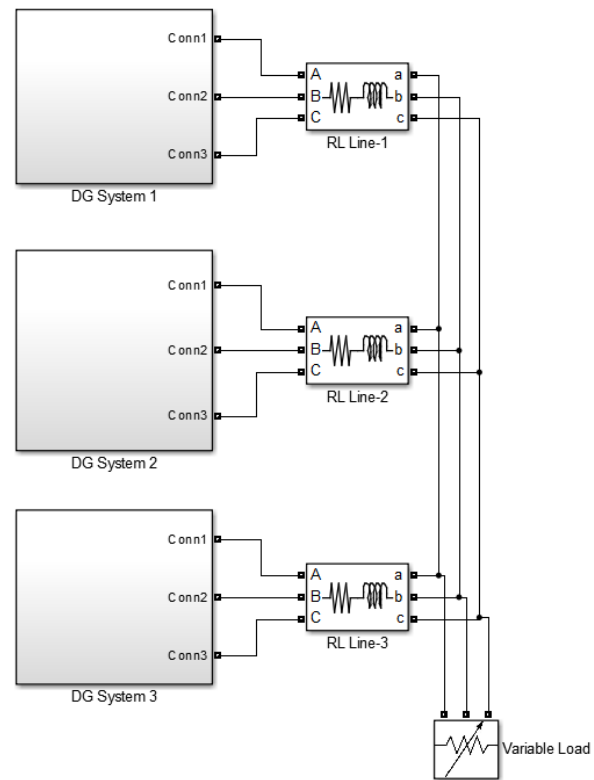 Conn1
A a
Conn2
B b
C c
Conn3
RL Line-1
DG System 1
Conn1
A a
Conn2
B b
C c
Conn3
RL Line-2
DG System 2
Conn1
A a
Conn2
B b
C c
Conn3
RL Line-3
DG System 3
Variable Load